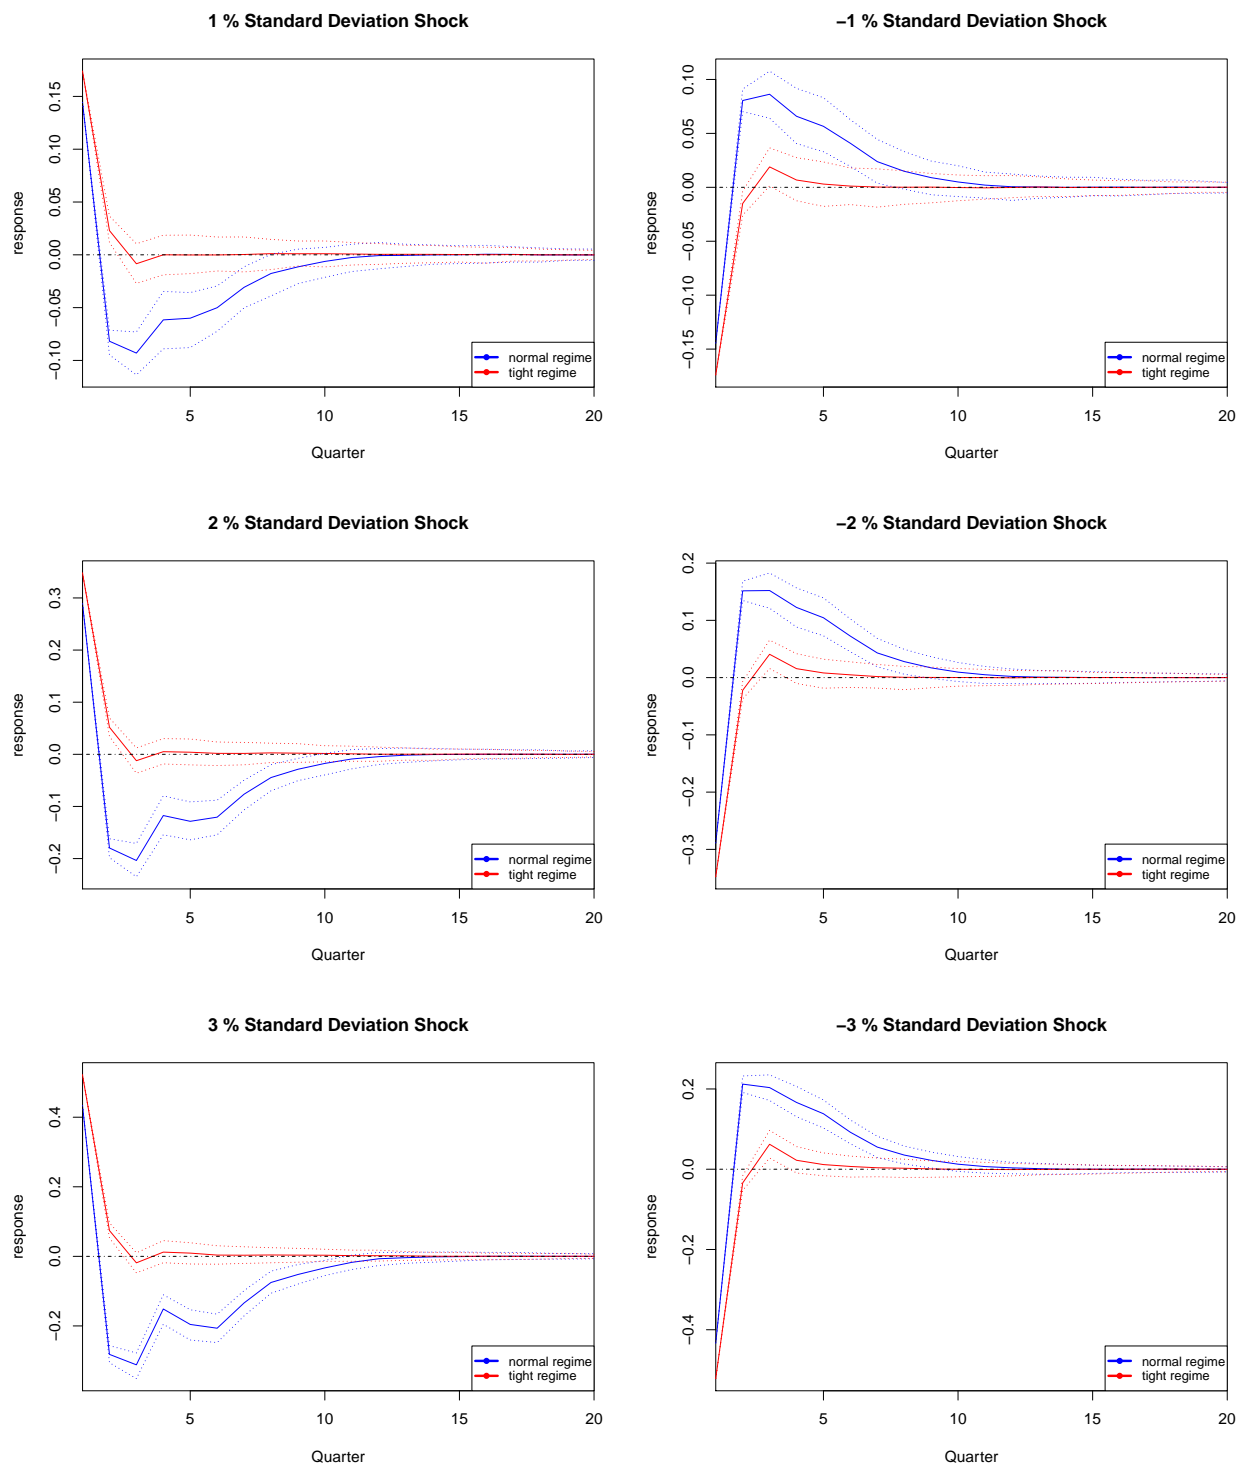 1 % Standard Deviation Shock
response
0.15
0.10
0.05
0.00
−0.05
−0.10
normal regime
tight regime
5
10
15
20
Quarter
−1 % Standard Deviation Shock
response
0.10
0.05
0.00
−0.05
−0.10
−0.15
normal regime
tight regime
5
10
15
20
Quarter
2 % Standard Deviation Shock
response
0.3
0.2
0.1
0.0
−0.1
−0.2
normal regime
tight regime
5
10
15
20
Quarter
−2 % Standard Deviation Shock
response
0.2
0.1
0.0
−0.1
−0.2
−0.3
normal regime
tight regime
5
10
15
20
Quarter
3 % Standard Deviation Shock
response
0.4
0.2
0.0
−0.2
normal regime
tight regime
5
10
15
20
Quarter
−3 % Standard Deviation Shock
response
0.2
0.0
−0.2
−0.4
normal regime
tight regime
5
10
15
20
Quarter